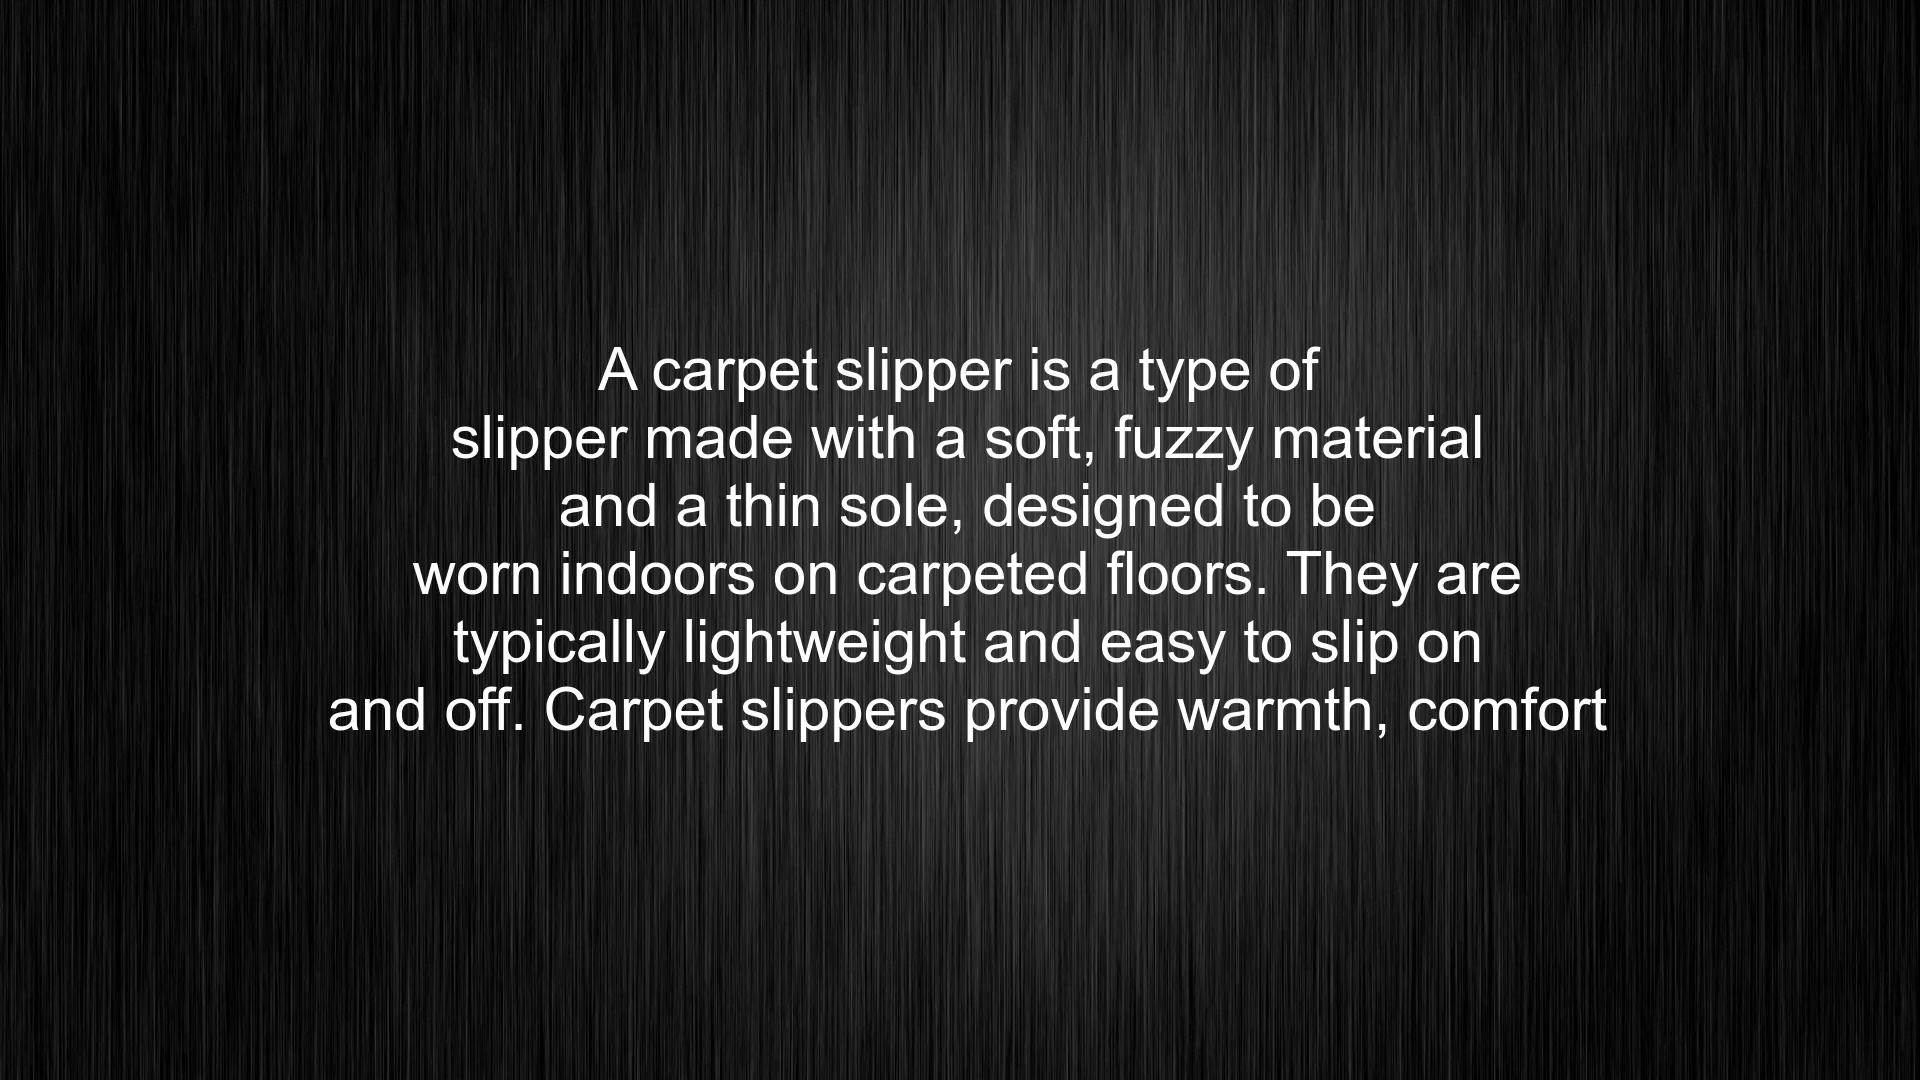 A carpet slipper is a type of
slipper made with a soft, fuzzy material
and a thin sole, designed to be
worn indoors on carpeted floors. They are
typically lightweight and easy to slip on
and off. Carpet slippers provide warmth, comfort